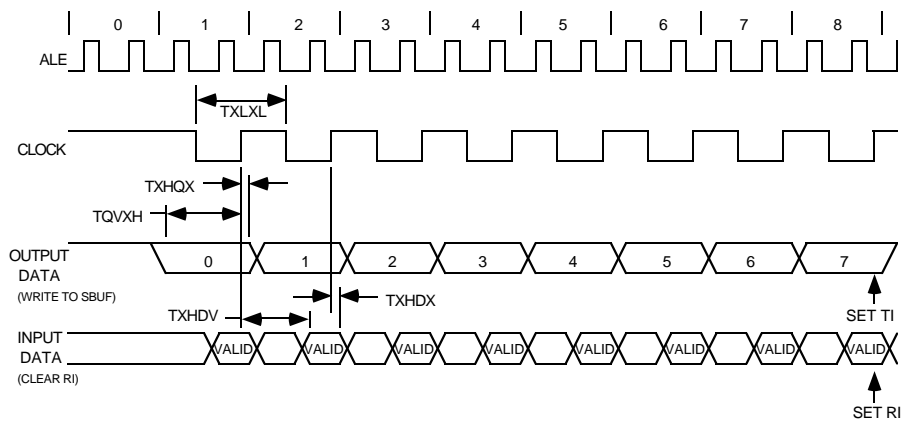 0 1 2 3 4 5 6 7 8
ALE
TXLXL
CLOCK
TXHQX
TQVXH
OUTPUT
DATA
(WRITE TO SBUF)
0 1 2 3 4 5 6 7
TXHDV
TXHDX
SET TI
INPUT
DATA
(CLEAR RI)
VALID VALID VALID VALID VALID VALID VALID VALID
SET RI